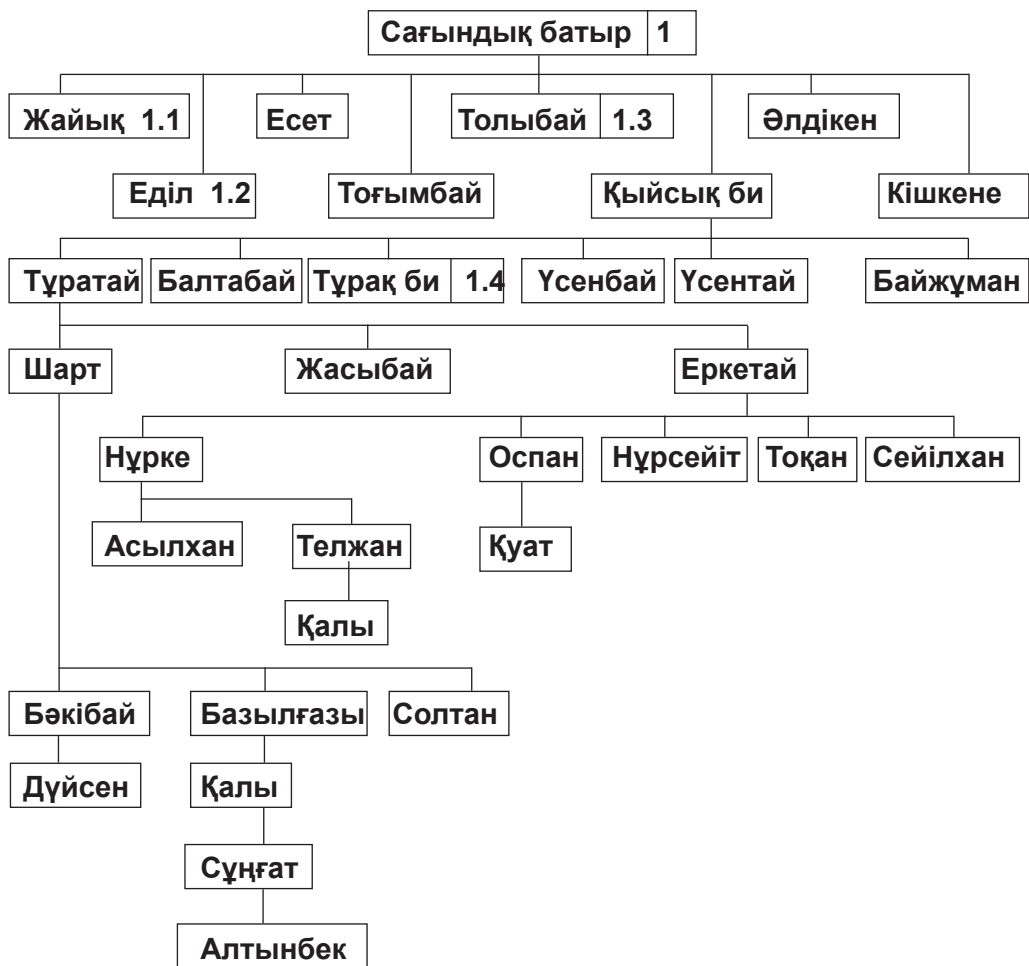 Сағындық батыр 1
Жайық 1.1 Есет Толыбай 1.3 Әлдікен
Еділ 1.2 Тоғымбай Қыйсық би Кішкене
Тұратай Балтабай Тұрақ би 1.4 Үсенбай Үсентай Байжұман
Шарт Жасыбай Еркетай
Нұрке Оспан Нұрсейіт Тоқан Сейілхан
Асылхан Телжан Қуат
Қалы
Бәкібай Базылғазы Солтан
Дүйсен Қалы
Сұңғат
Алтынбек